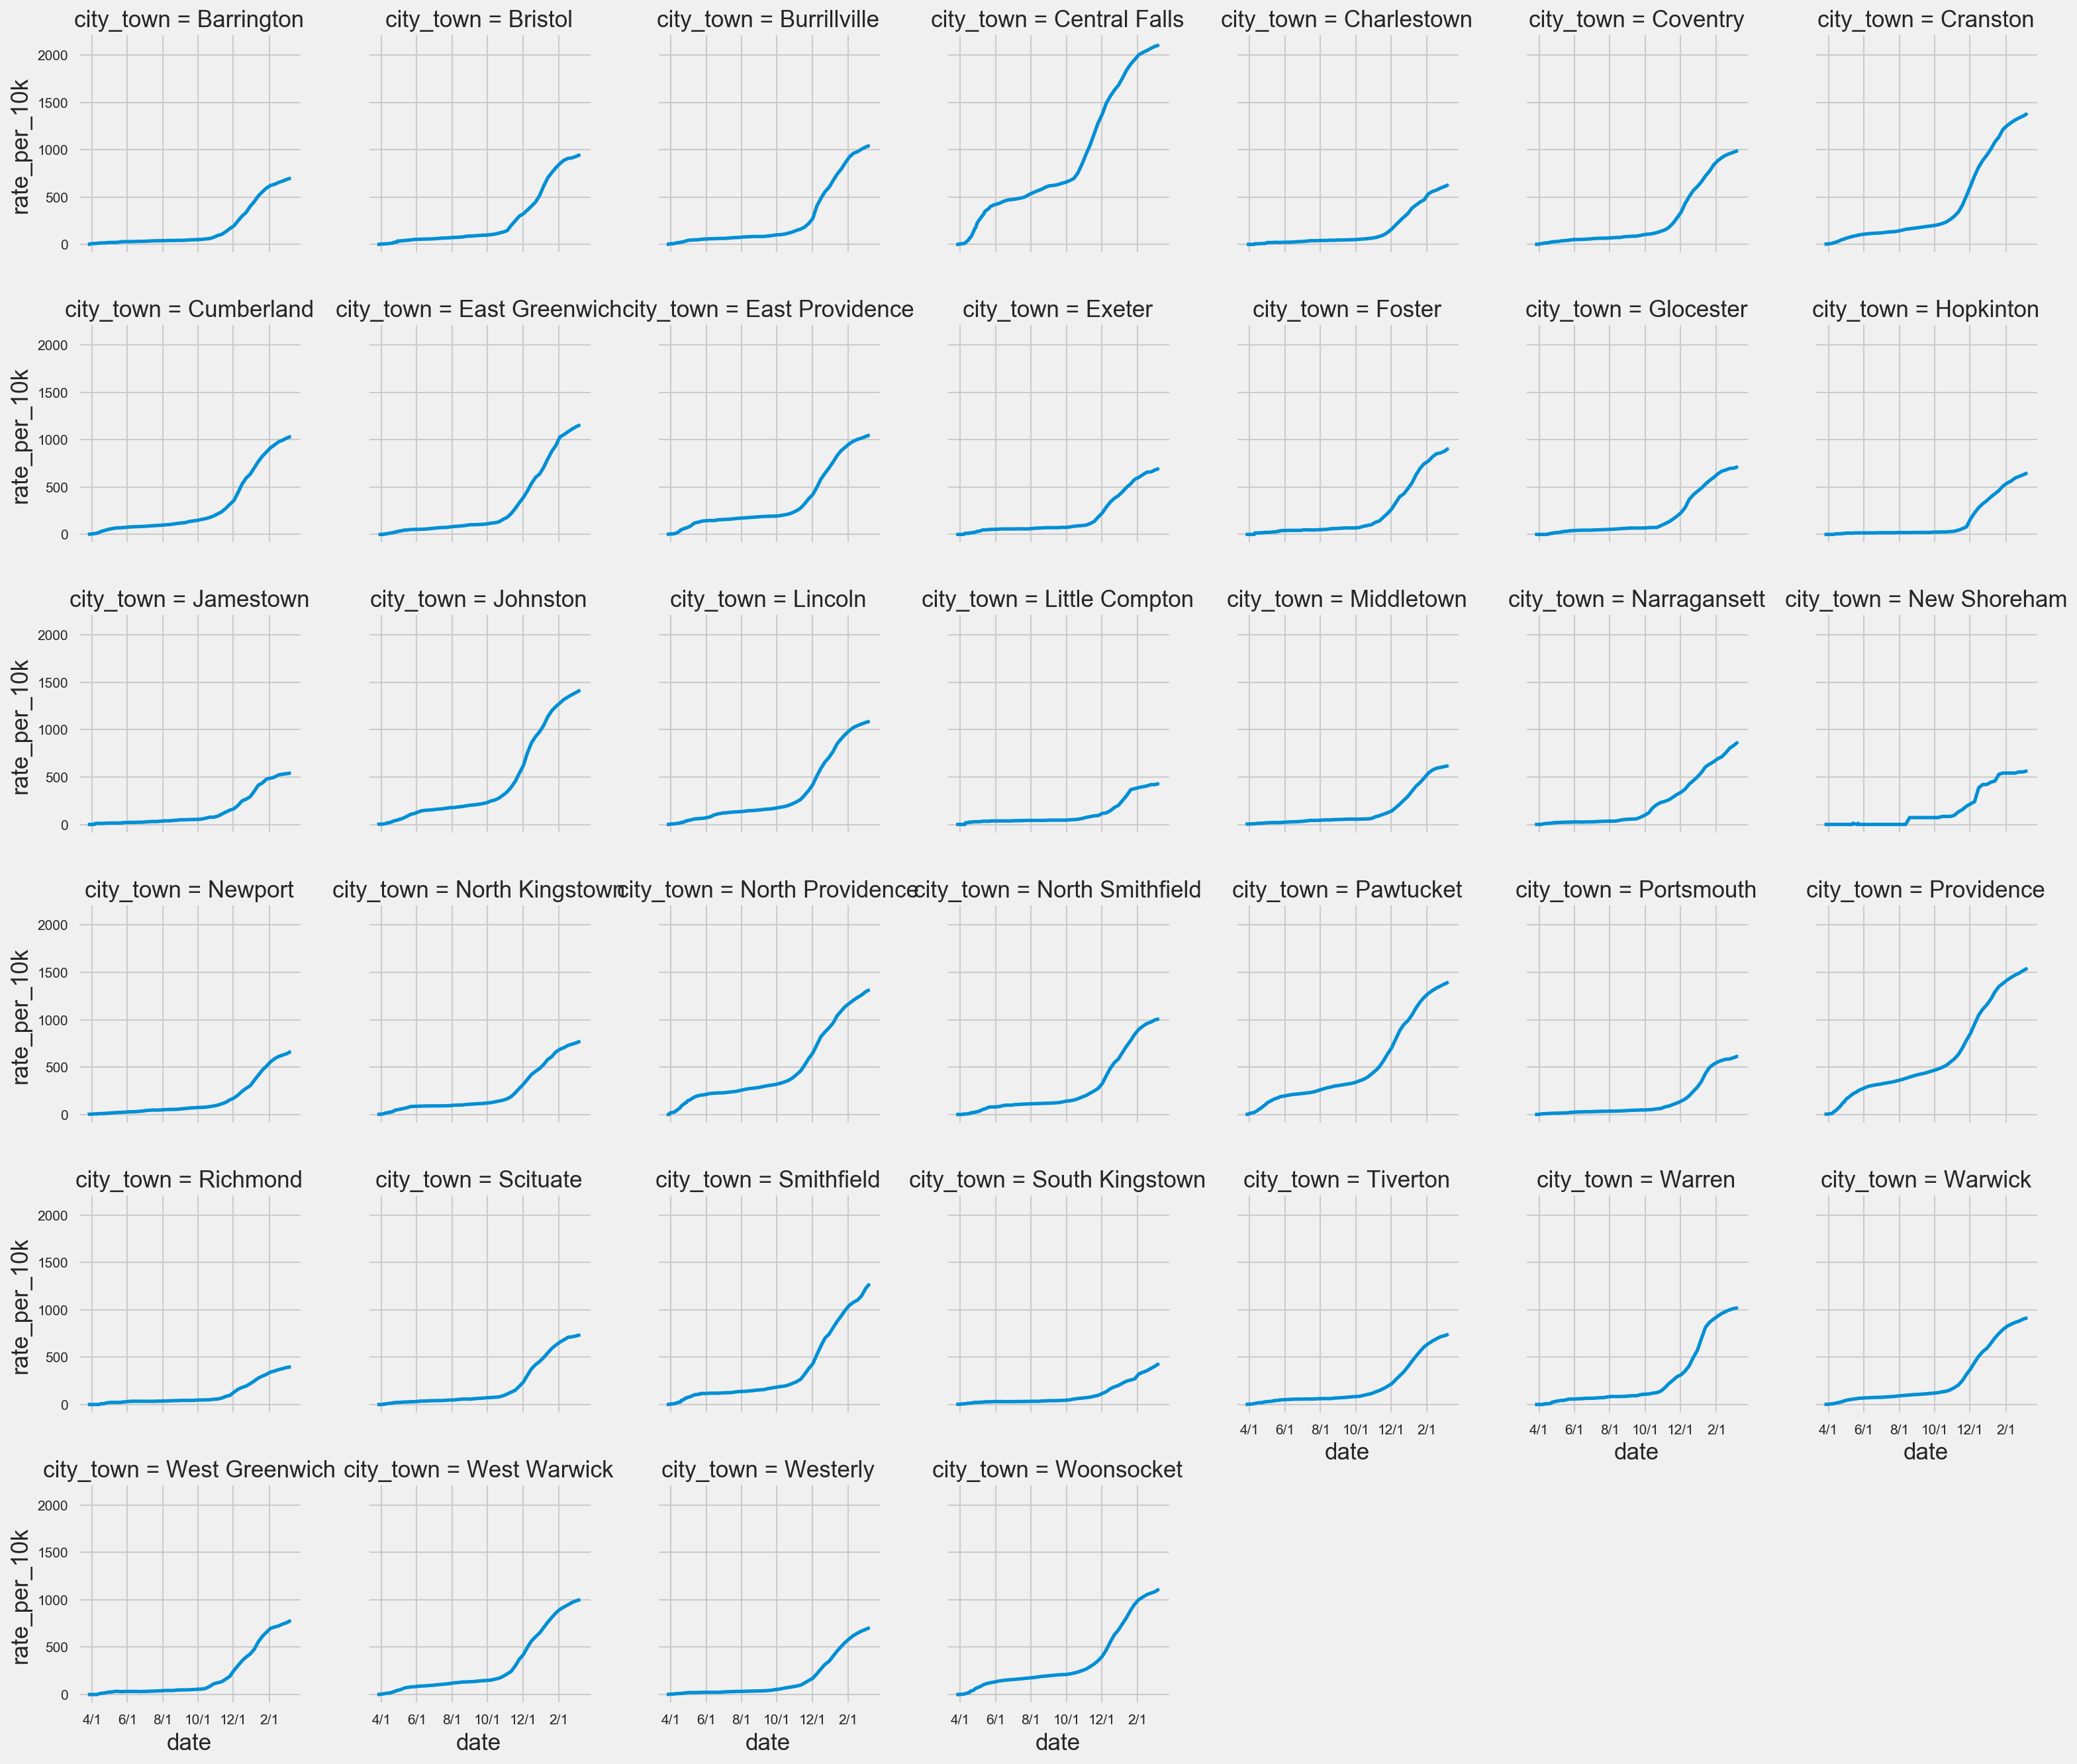 city_town = Barrington city_town = Bristol city_town = Burrillville city_town = Central Falls city_town = Charlestown city_town = Coventry city_town = Cranston
rate_per_10k
2000
1500
1000
500
0
city_town = Cumberland city_town = East Greenwich city_town = East Providence city_town = Exeter city_town = Foster city_town = Glocester city_town = Hopkinton
rate_per_10k
2000
1500
1000
500
0
city_town = Jamestown city_town = Johnston city_town = Lincoln city_town = Little Compton city_town = Middletown city_town = Narragansett city_town = New Shoreham
rate_per_10k
2000
1500
1000
500
0
city_town = Newport city_town = North Kingstown city_town = North Providence city_town = North Smithfield city_town = Pawtucket city_town = Portsmouth city_town = Providence
rate_per_10k
2000
1500
1000
500
0
city_town = Richmond city_town = Scituate city_town = Smithfield city_town = South Kingstown city_town = Tiverton city_town = Warren city_town = Warwick
rate_per_10k
2000
1500
1000
500
0
4/1 6/1 8/1 10/1 12/1 2/1 4/1 6/1 8/1 10/1 12/1 2/1 4/1 6/1 8/1 10/1 12/1 2/1
date date date
city_town = West Greenwich city_town = West Warwick city_town = Westerly city_town = Woonsocket
rate_per_10k
2000
1500
1000
500
0
4/1 6/1 8/1 10/1 12/1 2/1 4/1 6/1 8/1 10/1 12/1 2/1 4/1 6/1 8/1 10/1 12/1 2/1 4/1 6/1 8/1 10/1 12/1 2/1
date date date date